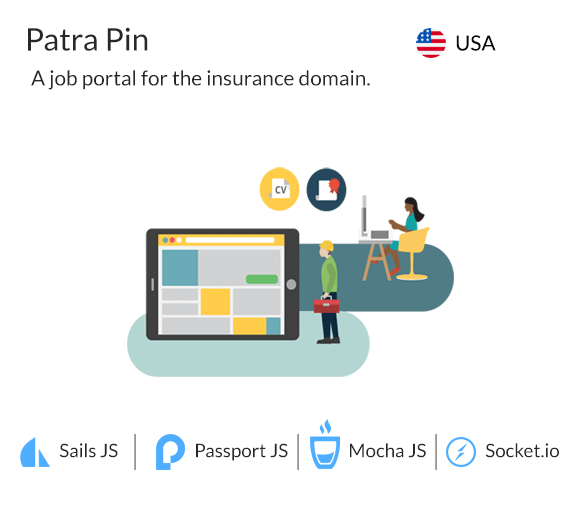 Patra Pin
USA
A job portal for the insurance domain.
CV
Sails JS
Passport JS
Mocha JS
Socket.io